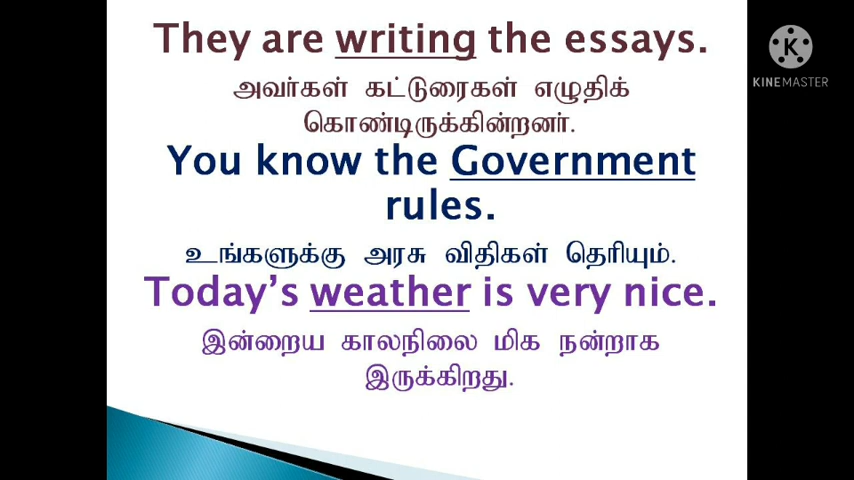 They are writing the essays.
அவர்கள் கட்டுரைகள் எழுதிக்
கொண்டிருக்கின்றனர்.
You know the Government
rules.
உங்களுக்கு அரசு விதிகள் தெரியும்.
Today's weather is very nice.
இன்றைய காலநிலை மிக நன்றாக
இருக்கிறது.
K
KINEMASTER